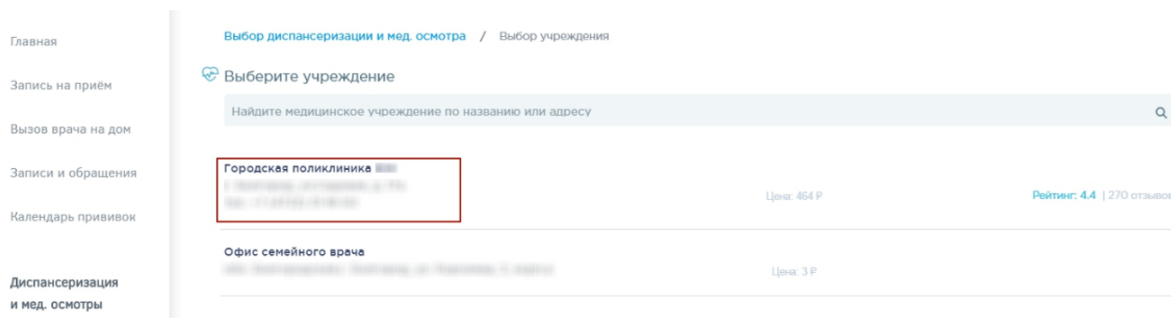 Главная
Запись на приём
Вызов врача на дом
Записи и обращения
Календарь прививок
Диспансеризация
и мед. осмотры
Выбор диспансеризации и мед. осмотра / Выбор учреждения
Выберите учреждение
Найдите медицинское учреждение по названию или адресу
Городская поликлиника
Цена: 464 ₽
Рейтинг: 4.4 | 270 отзывов
Офис семейного врача
Цена: 3 ₽